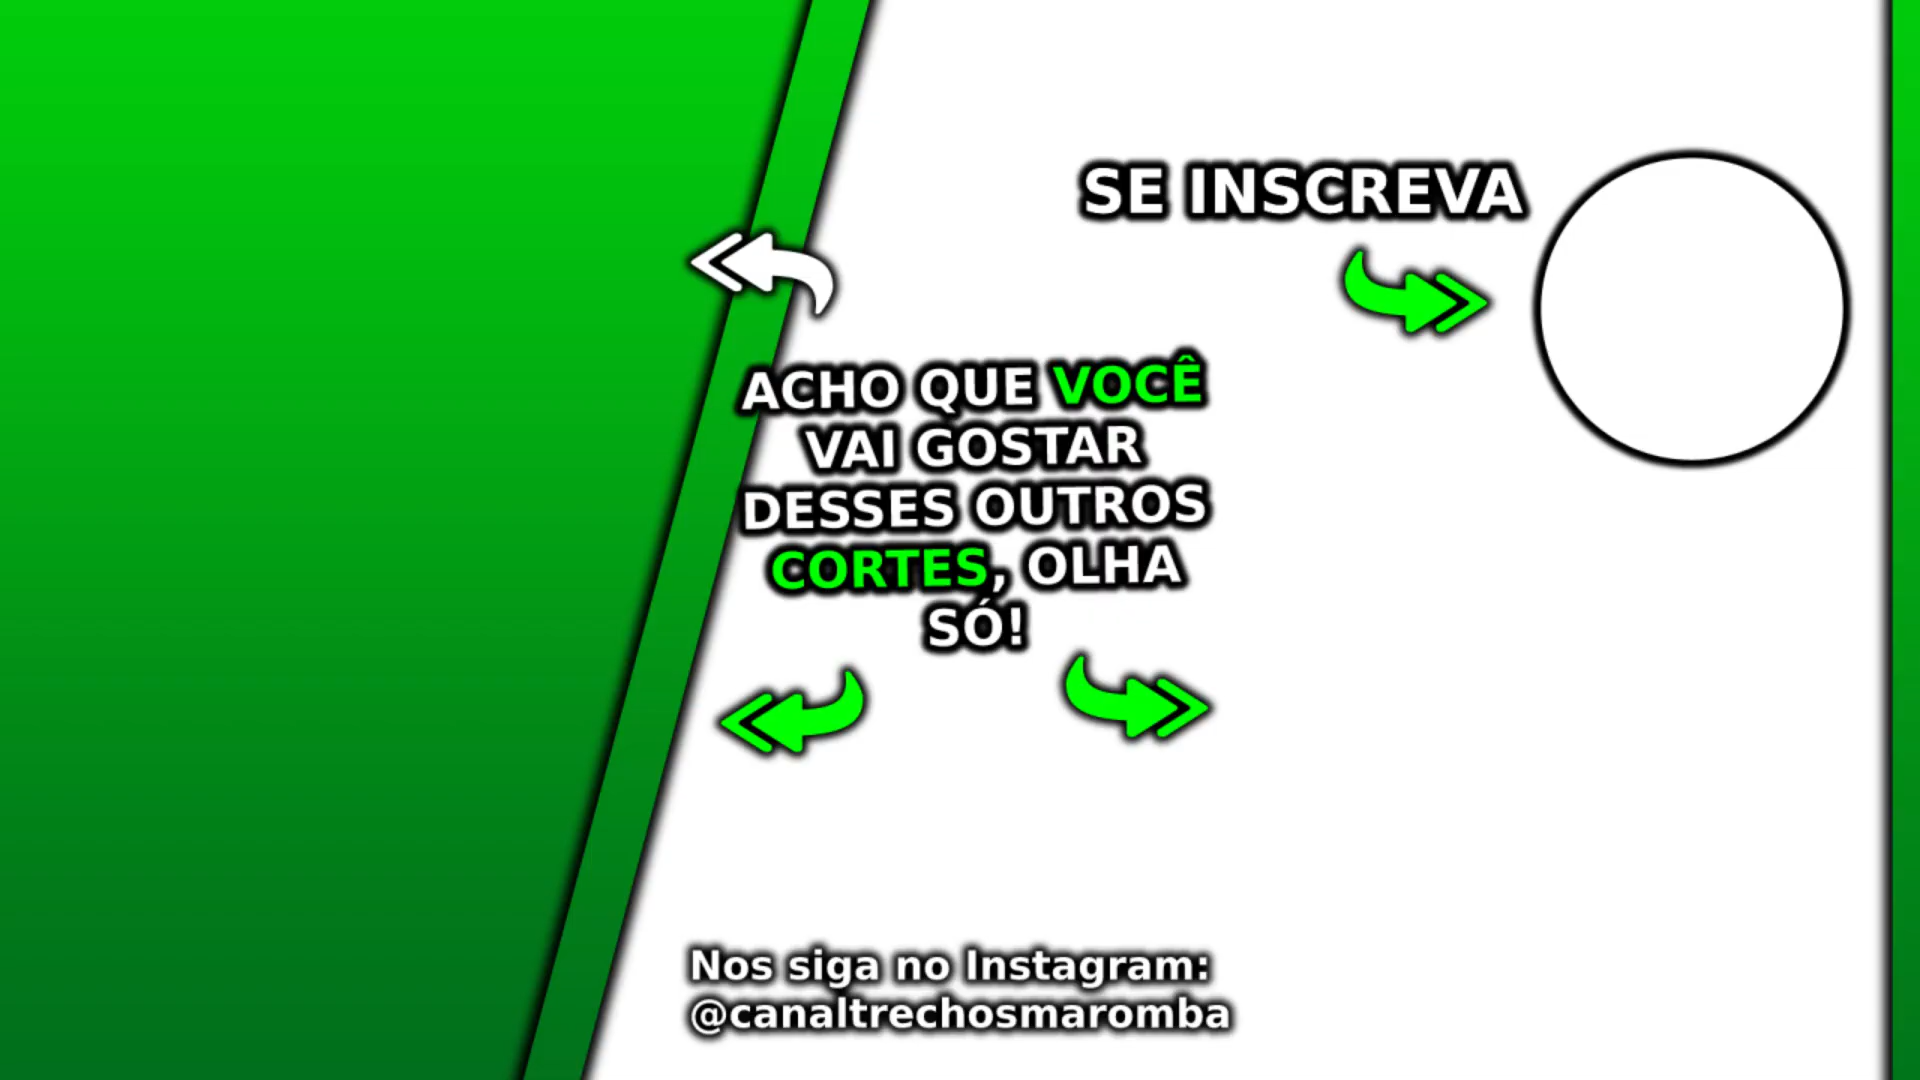 SE INSCREVA
ACHO QUE VOCÊ
VAI GOSTAR
DESSES OUTROS
CORTES, OLHA
SÓ!
Nos siga no Instagram:
@canaltrechosmaromba